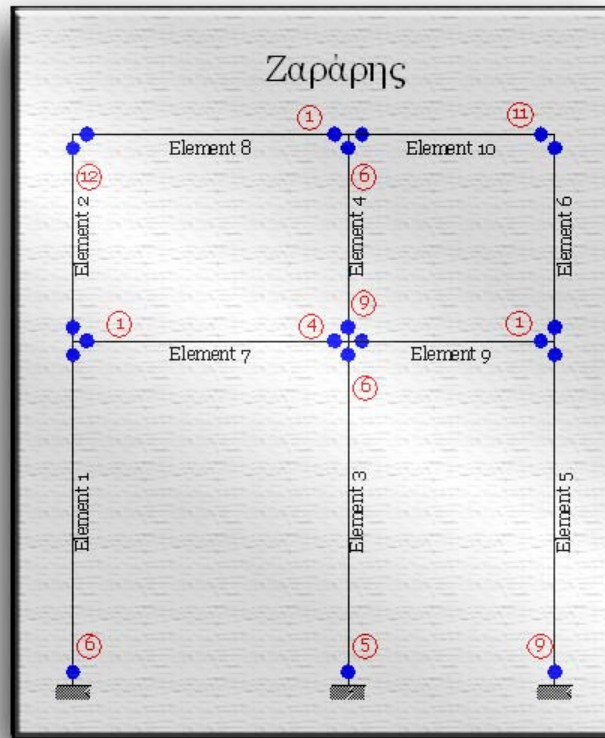 Ζαράρης
1 11
Element 8 Element 10
12 6
Element 2 Element 4 Element 6
9
1 4 1
Element 7 Element 9
6
Element 1 Element 3 Element 5
6 5 9